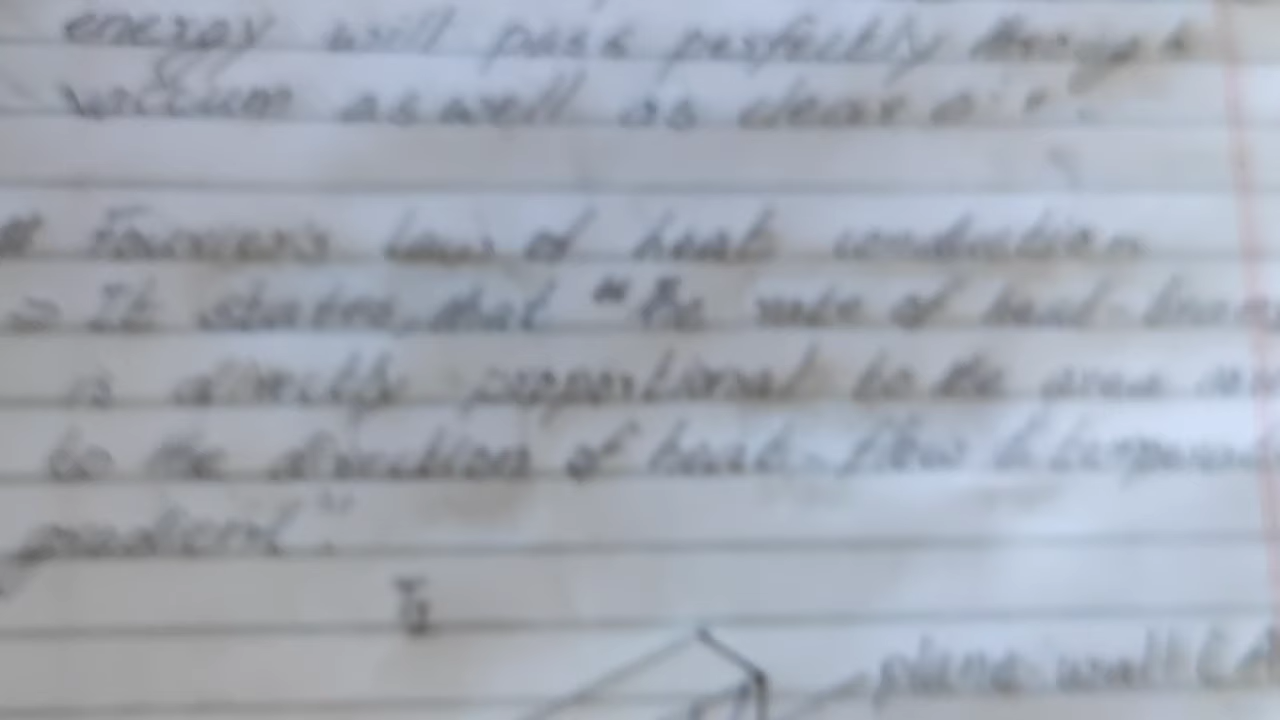 energy will pass perfectly through
vaccum as well as clear air.
Fourier's law of heat conduction
⇒ It states that "The rate of heat
is directly proportional to the area
to the direction of heat flow &
gradient".
plane wall